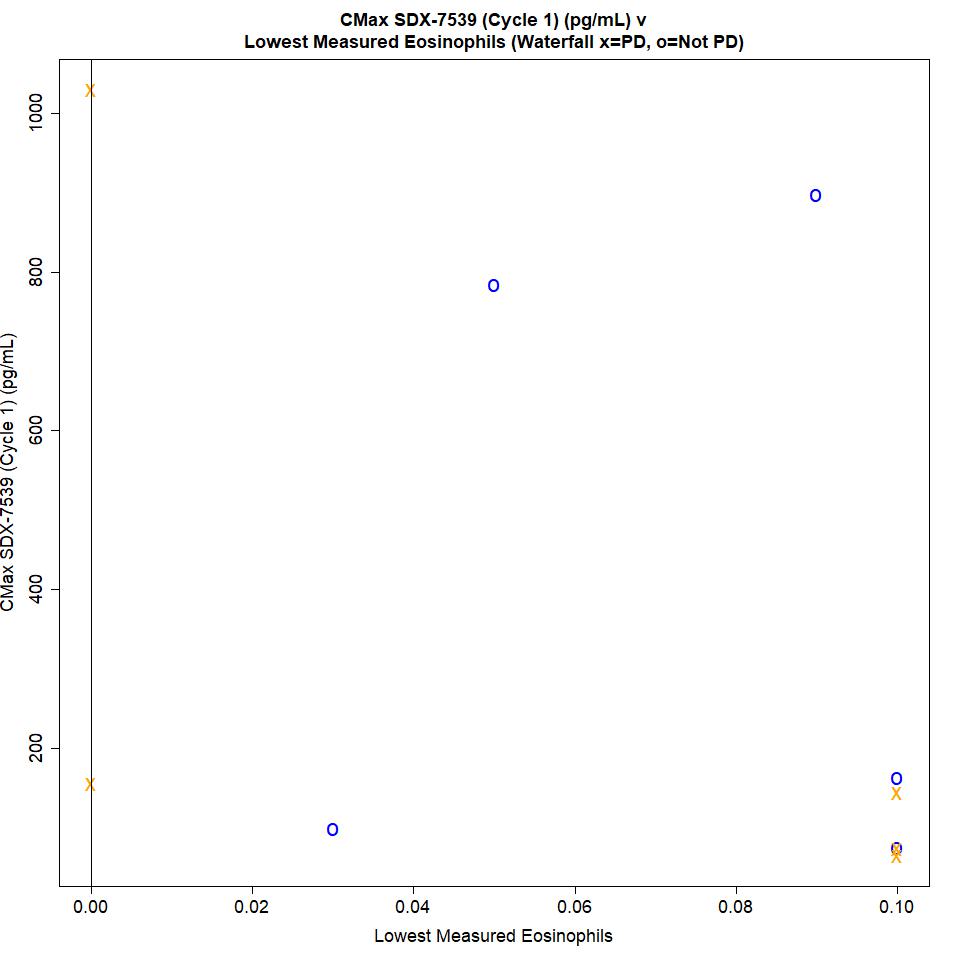 CMax SDX-7539 (Cycle 1) (pg/mL) v
Lowest Measured Eosinophils (Waterfall x=PD, o=Not PD)
CMax SDX-7539 (Cycle 1) (pg/mL)
1000
800
600
400
200
x
o
o
x
o
x
o
o
x
x
0.00
0.02
0.04
0.06
0.08
0.10
Lowest Measured Eosinophils